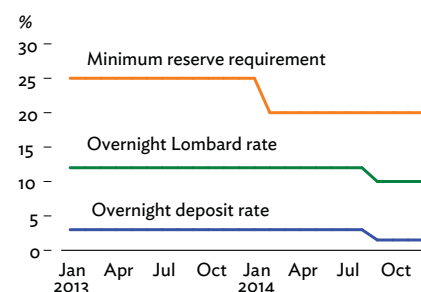 %
30
Minimum reserve requirement
25
20
15
Overnight Lombard rate
10
Overnight deposit rate
5
0
Jan Apr Jul Oct Jan Apr Jul Oct
2013 2014